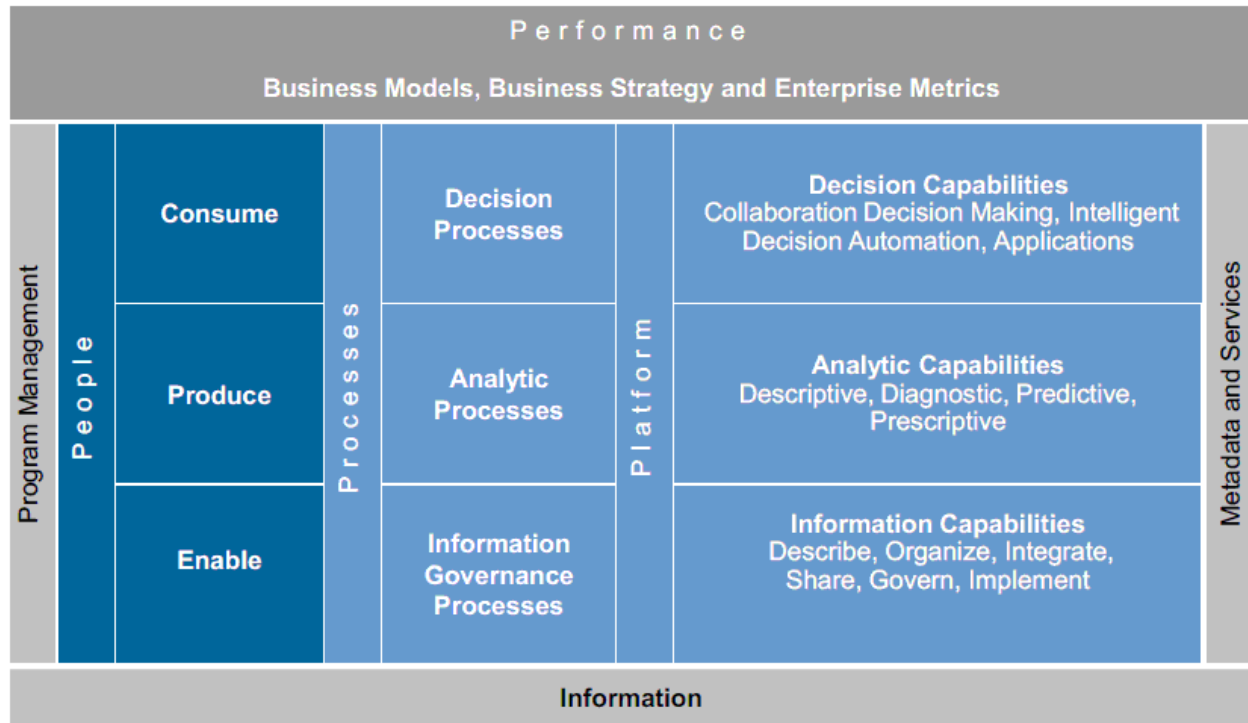 Performance
Business Models, Business Strategy and Enterprise Metrics
Program Management
People
Consume
Produce
Enable
Processes
Decision
Processes
Analytic
Processes
Information
Governance
Processes
Platform
Decision Capabilities
Collaboration Decision Making, Intelligent
Decision Automation, Applications
Analytic Capabilities
Descriptive, Diagnostic, Predictive,
Prescriptive
Information Capabilities
Describe, Organize, Integrate,
Share, Govern, Implement
Metadata and Services
Information